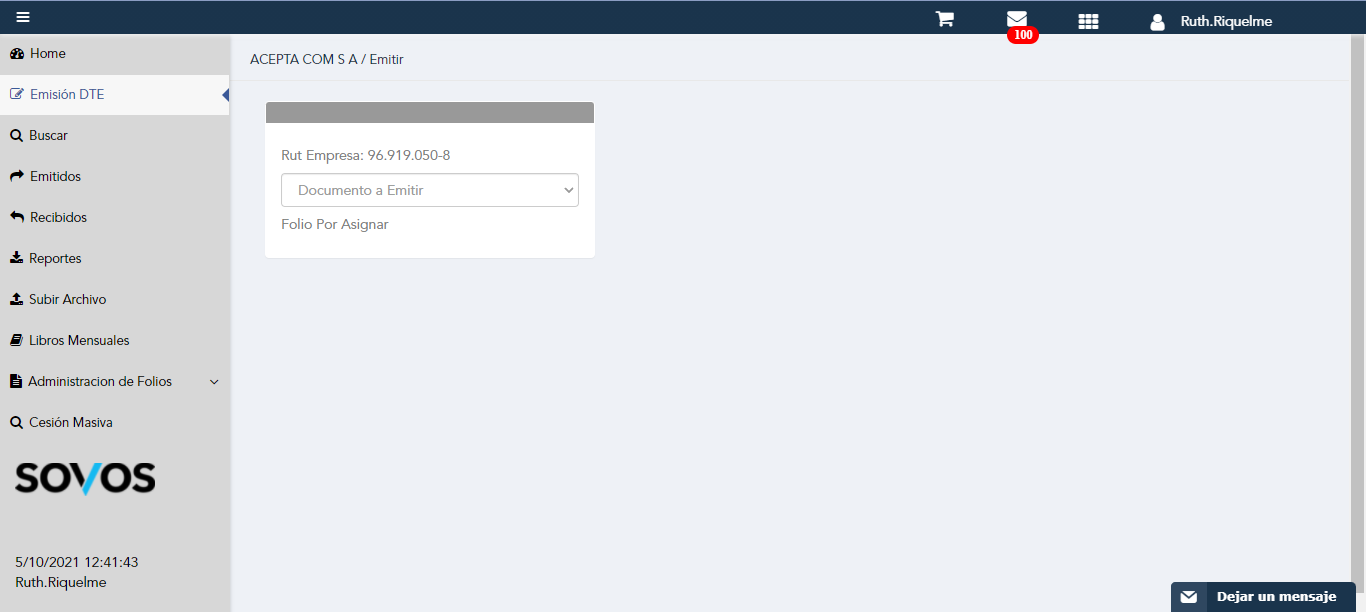 100
Ruth.Riquelme
Home
Emisión DTE
Buscar
Emitidos
Recibidos
Reportes
Subir Archivo
Libros Mensuales
Administracion de Folios
Cesión Masiva
SOVOS
5/10/2021 12:41:43
Ruth.Riquelme
ACEPTA COM S A / Emitir
Rut Empresa: 96.919.050-8
Documento a Emitir
Folio Por Asignar
Dejar un mensaje